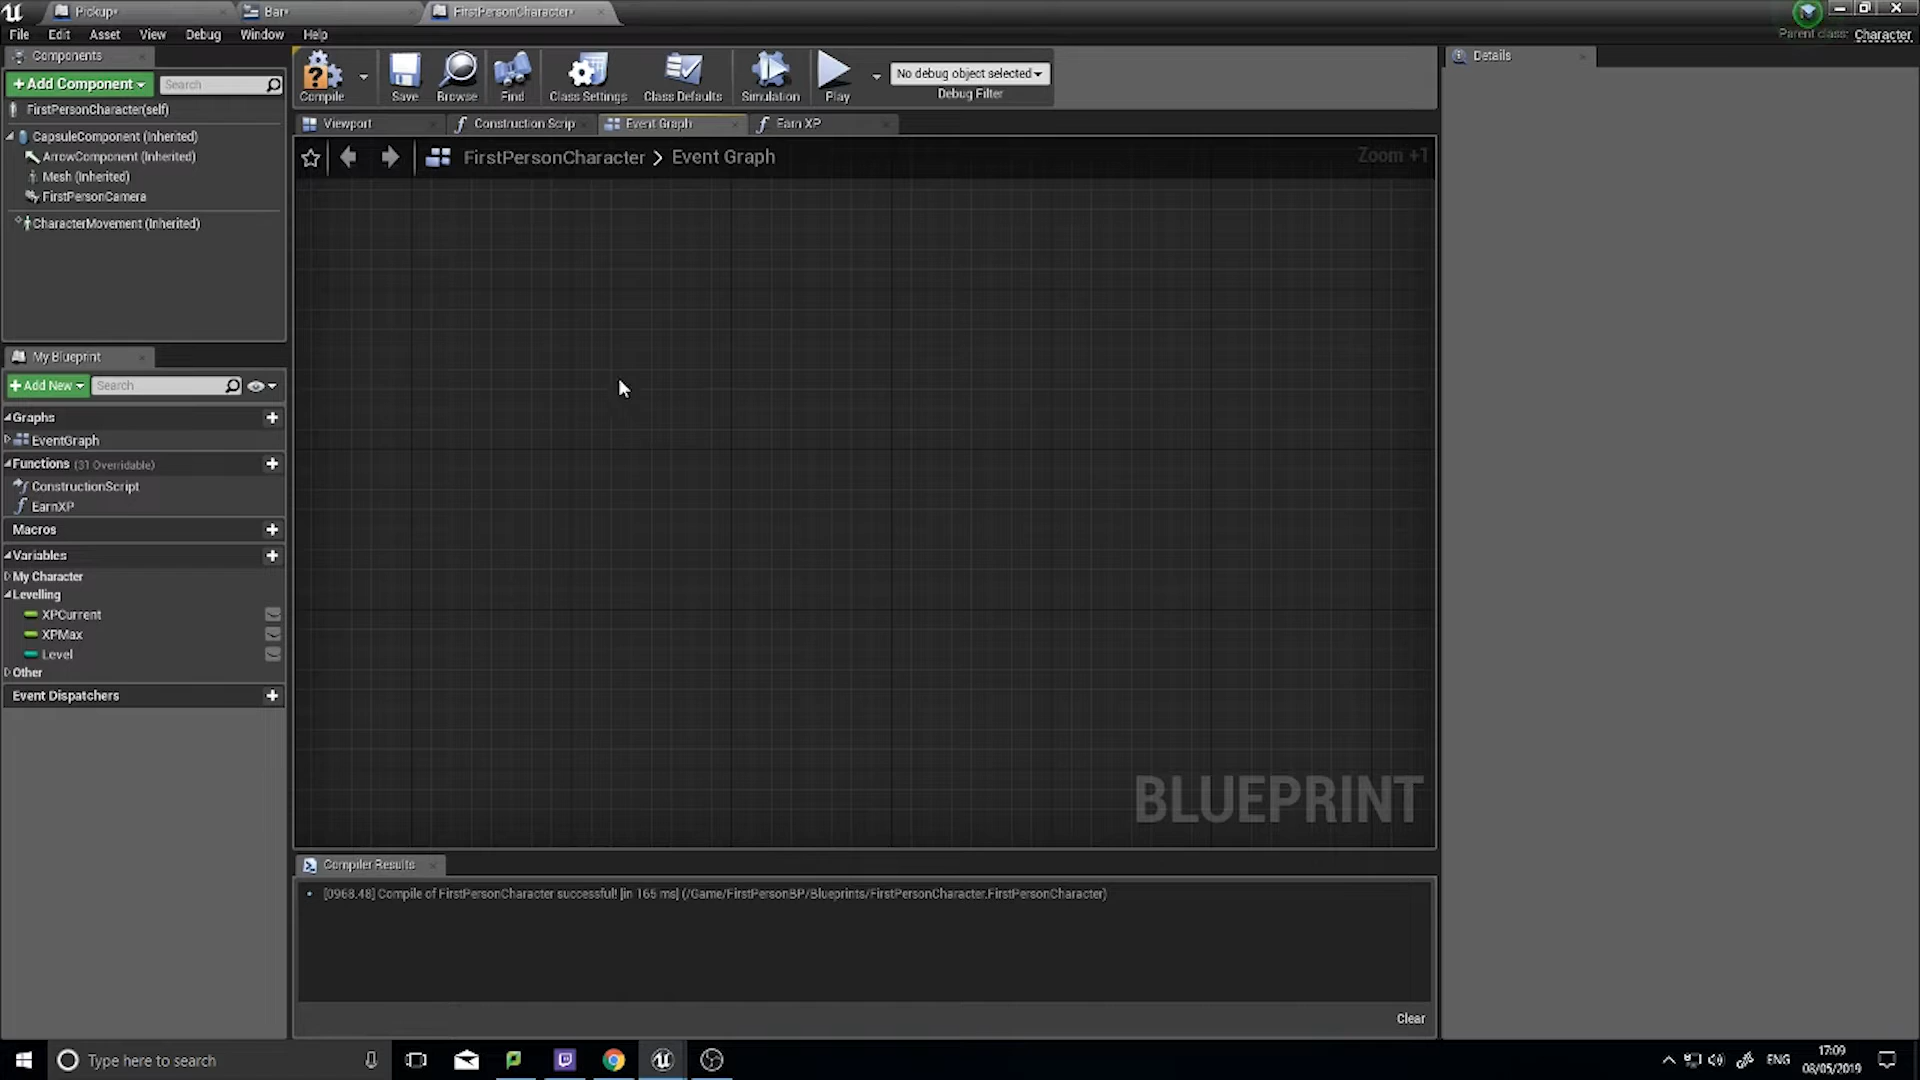 Pickup*
Bar*
FirstPersonCharacter*
File Edit Asset View Debug Window Help
Parent class: Character
Components
+Add Component
Search
FirstPersonCharacter(self)
CapsuleComponent (Inherited)
ArrowComponent (Inherited)
Mesh (Inherited)
FirstPersonCamera
CharacterMovement (Inherited)
My Blueprint
+Add New
Search
Graphs
EventGraph
Functions (31 Overridable)
ConstructionScript
EarnXP
Macros
Variables
My Character
Levelling
XPCurrent
XPMax
Level
Other
Event Dispatchers
Compile
Save
Browse
Find
Class Settings
Class Defaults
Simulation
Play
No debug object selected
Debug Filter
Viewport
Construction Scrip
Event Graph
Earn XP
FirstPersonCharacter > Event Graph
Zoom +1
BLUEPRINT
Compiler Results
[0968.48] Compile of FirstPersonCharacter successful! [in 165 ms] (/Game/FirstPersonBP/Blueprints/FirstPersonCharacter.FirstPersonCharacter)
Clear
Details
Type here to search
ENG
17:09
08/05/2019